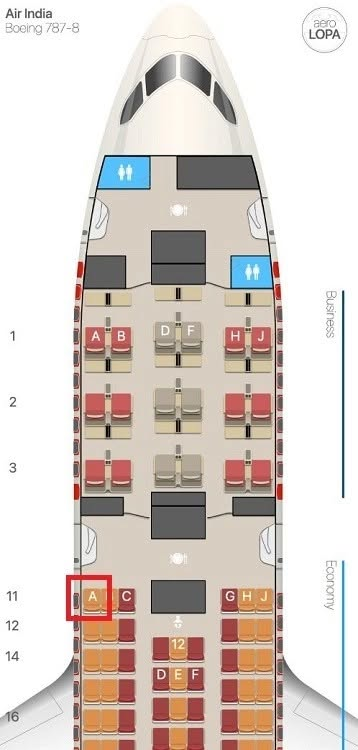 Air India
Boeing 787-8
aero
LOPA
Business
1
A B D F H J
2
3
Economy
11
A C G H J
12
12
14
D E F
16